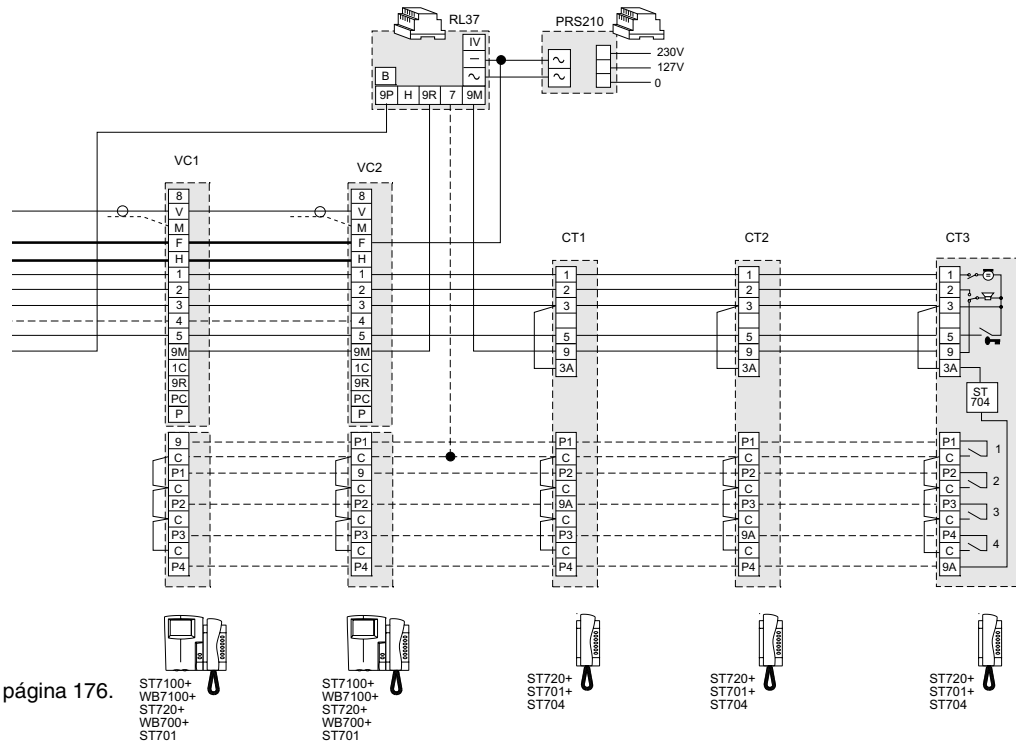 RL37
PRS210
IV
–
~
B
9P H 9R 7 9M
~
~
230V
127V
0
VC1
8
V
M
F
H
1
2
3
4
5
9M
1C
9R
PC
P
9
C
P1
C
P2
C
P3
C
P4
VC2
8
V
M
F
H
1
2
3
4
5
9M
1C
9R
PC
P
P1
C
9
C
P2
C
P3
C
P4
CT1
1
2
3
5
9
3A
P1
C
P2
C
9A
C
P3
C
P4
CT2
1
2
3
5
9
3A
P1
C
P2
C
P3
C
9A
C
P4
CT3
1
2
3
5
9
3A
ST
704
P1
C
P2
C
P3
C
P4
C
9A
1
2
3
4
página 176.
ST7100+
WB7100+
ST720+
WB700+
ST701
ST7100+
WB7100+
ST720+
WB700+
ST701
ST720+
ST701+
ST704
ST720+
ST701+
ST704
ST720+
ST701+
ST704